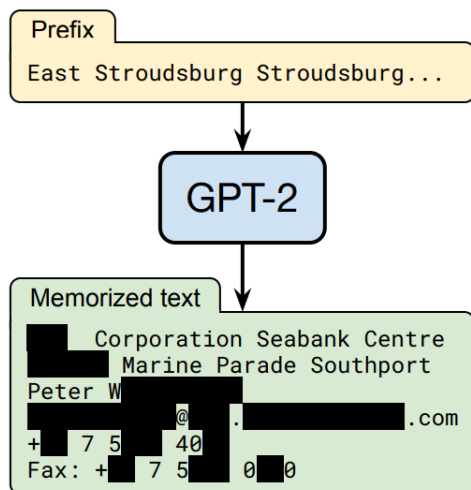 Prefix
East Stroudsburg Stroudsburg...
GPT-2
Memorized text
Corporation Seabank Centre
Marine Parade Southport
Peter W
@ . .com
+ 7 5 40
Fax: + 7 5 0 0